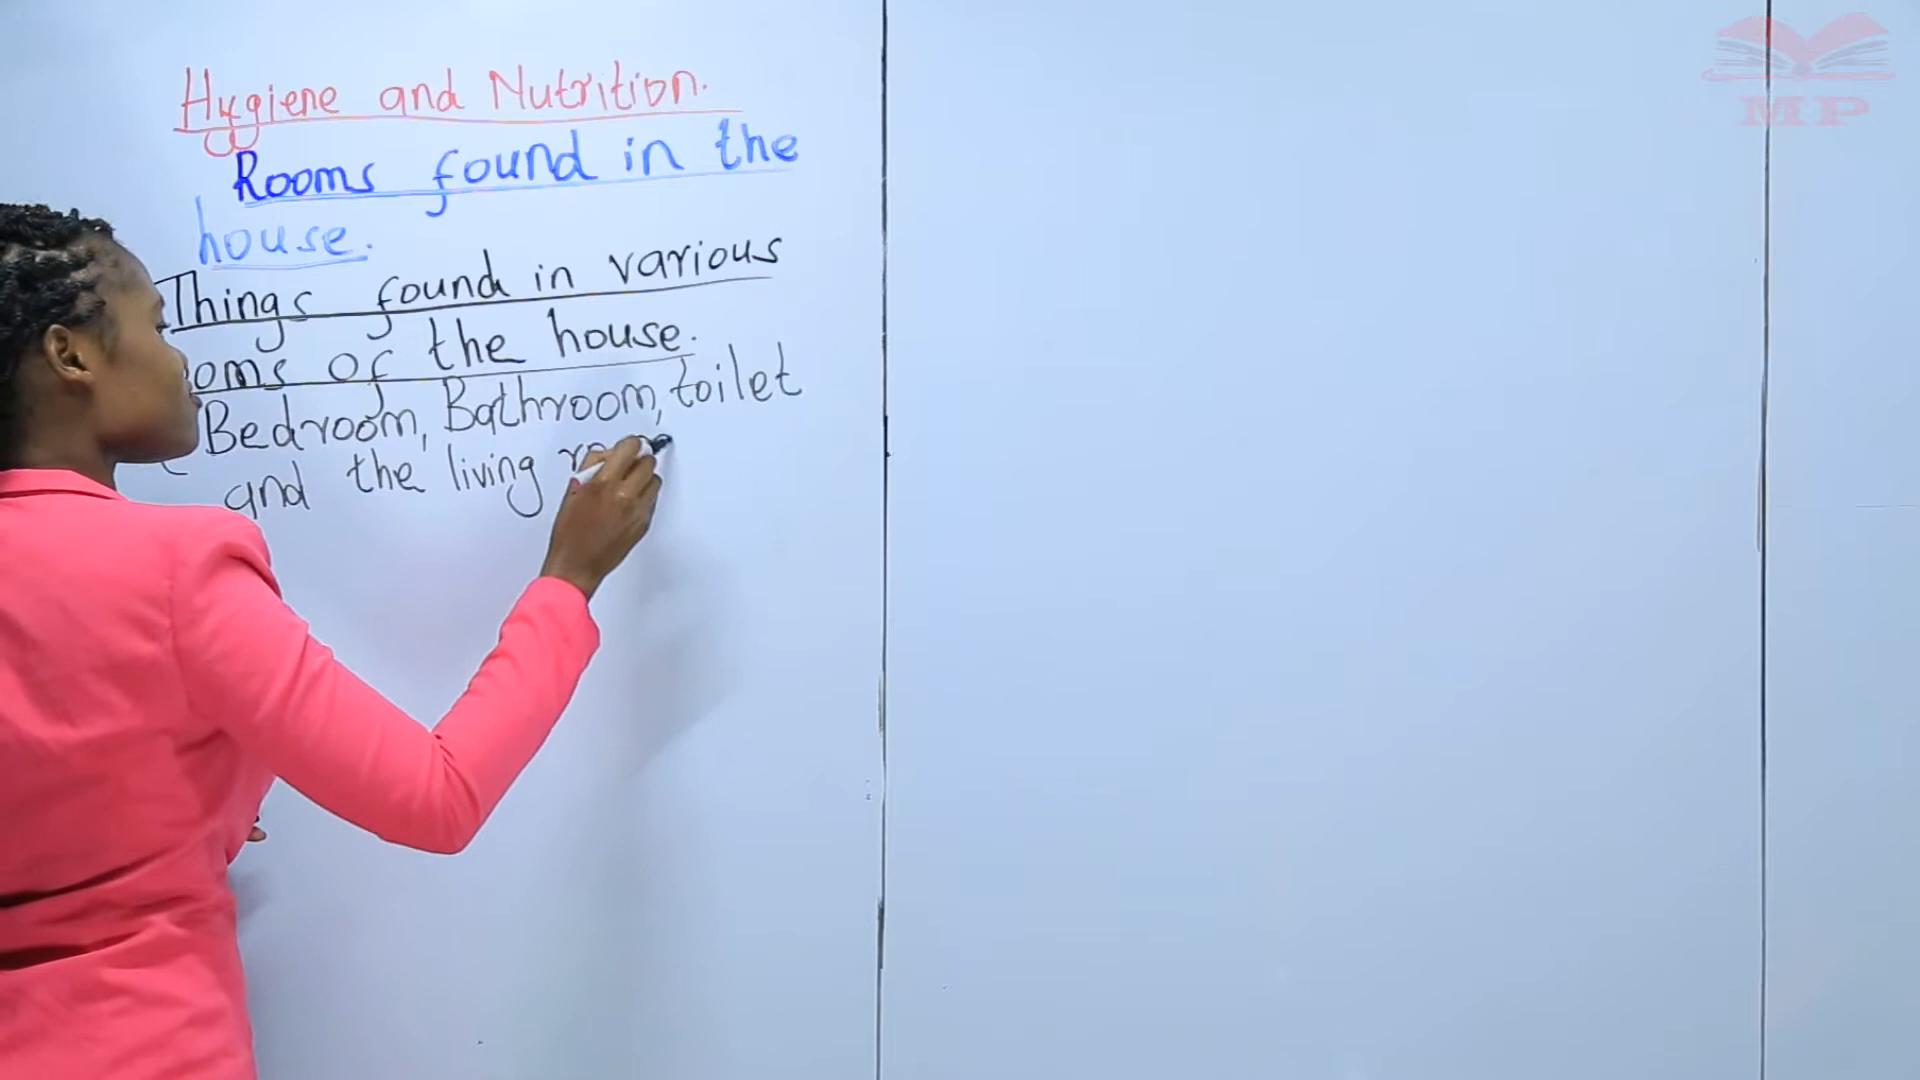 Hygiene and Nutrition.
Rooms found in the
house.
Things found in various
oms of the house.
Bedroom, Bathroom, toilet
and the living
MP